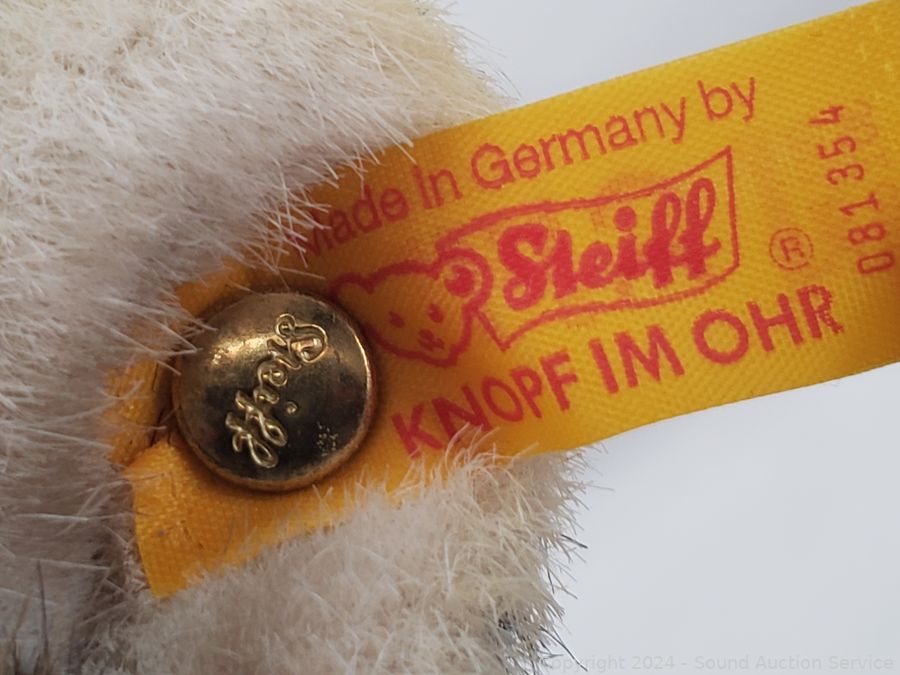 Made in Germany by
Steiff
®
KNOPF IM OHR
081354
Steiff
Copyright 2024 - Sound Auction Service